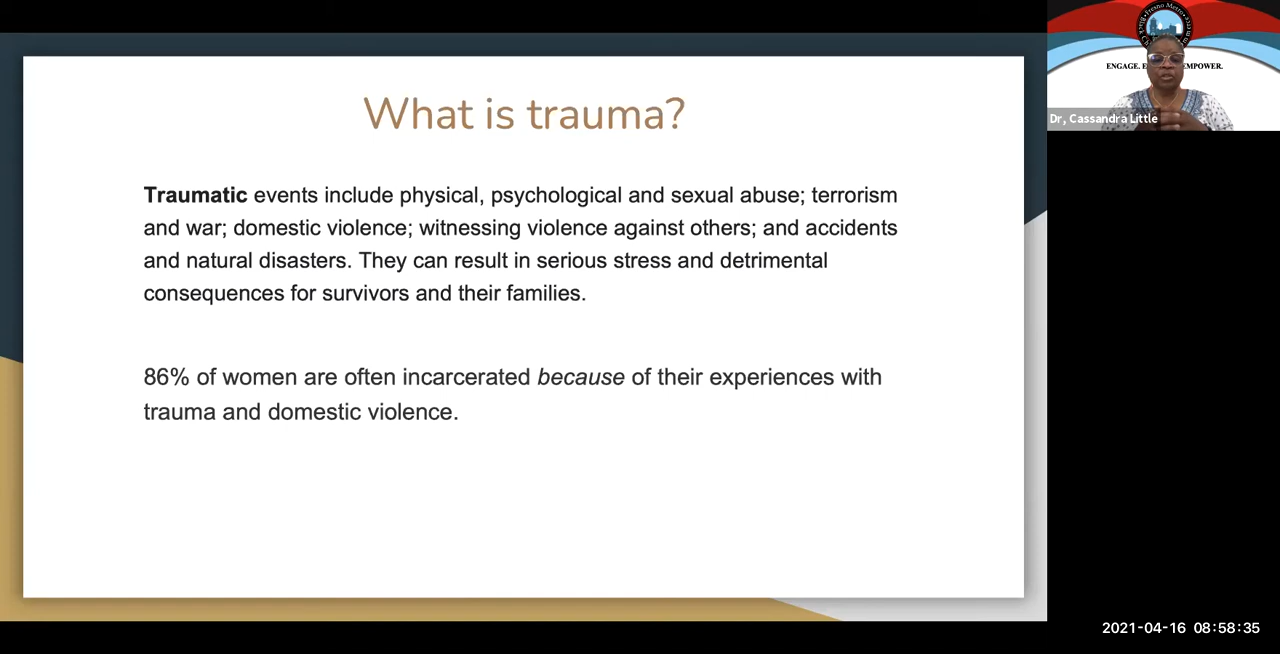 What is trauma?
Traumatic events include physical, psychological and sexual abuse; terrorism
and war; domestic violence; witnessing violence against others; and accidents
and natural disasters. They can result in serious stress and detrimental
consequences for survivors and their families.
86% of women are often incarcerated because of their experiences with
trauma and domestic violence.
Fresno Metro
Black
ENGAGE. E EMPOWER.
Dr, Cassandra Little
2021-04-16 08:58:35